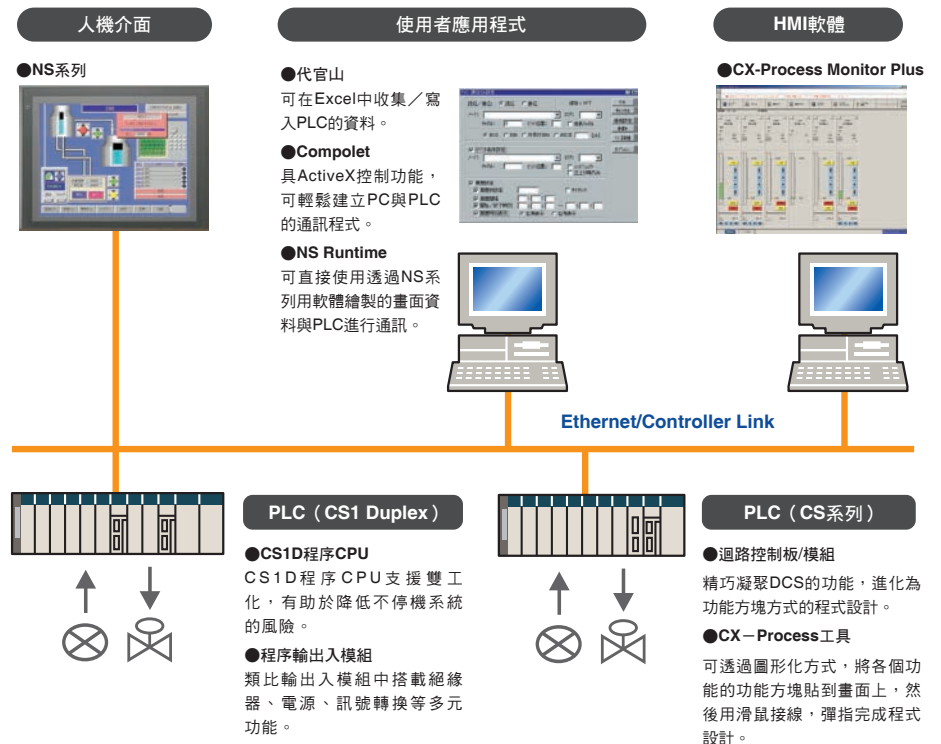 人機介面
●NS系列
使用者應用程式
●代官山
可在Excel中收集／寫
入PLC的資料。
●Compolet
具ActiveX控制功能，
可輕鬆建立PC與PLC
的通訊程式。
●NS Runtime
可直接使用透過NS系
列用軟體繪製的畫面資
料與PLC進行通訊。
HMI軟體
●CX-Process Monitor Plus
Ethernet/Controller Link
PLC（CS1 Duplex）
●CS1D程序CPU
CS1D程序CPU支援雙工
化，有助於降低不停機系統
的風險。
●程序輸出入模組
類比輸出入模組中搭載絕緣
器、電源、訊號轉換等多元
功能。
PLC（CS系列）
●迴路控制板/模組
精巧凝聚DCS的功能，進化為
功能方塊方式的程式設計。
●CX－Process工具
可透過圖形化方式，將各個功
能的功能方塊貼到畫面上，然
後用滑鼠接線，彈指完成程式
設計。